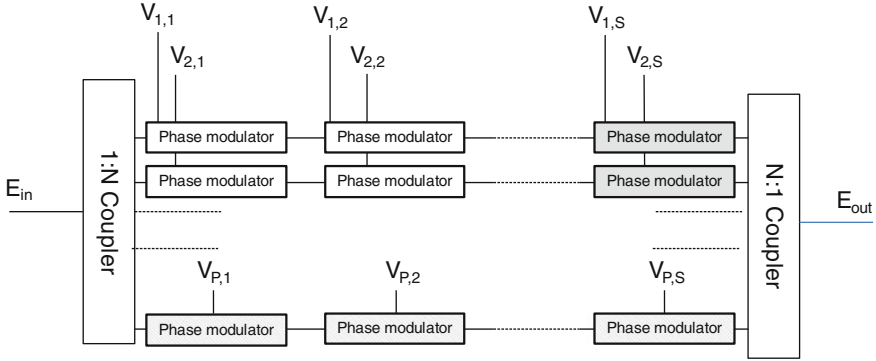 V1,1 V1,2 V1,S
V2,1 V2,2 V2,S
Phase modulator Phase modulator Phase modulator
Phase modulator Phase modulator Phase modulator
Ein
1:N Coupler
N:1 Coupler
Eout
VP,1 VP,2 VP,S
Phase modulator Phase modulator Phase modulator